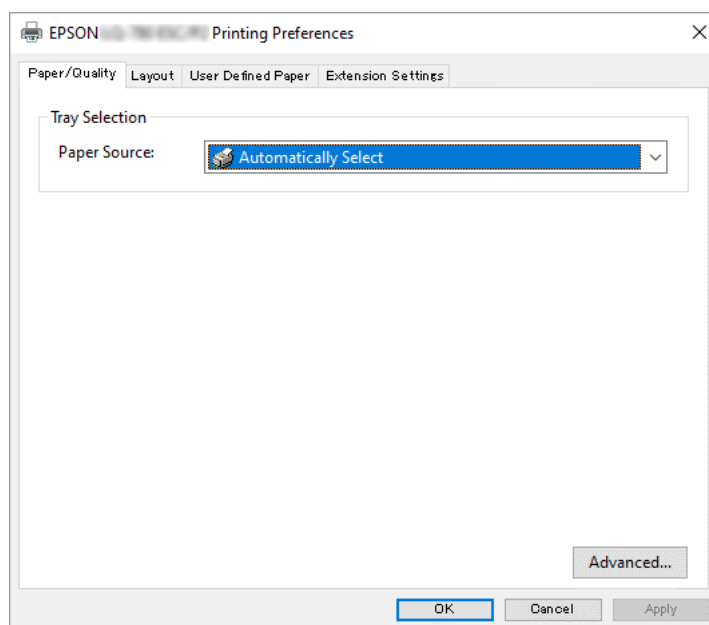 EPSON Printing Preferences
Paper/Quality Layout User Defined Paper Extension Settings
Tray Selection
Paper Source: Automatically Select
Advanced...
OK Cancel Apply